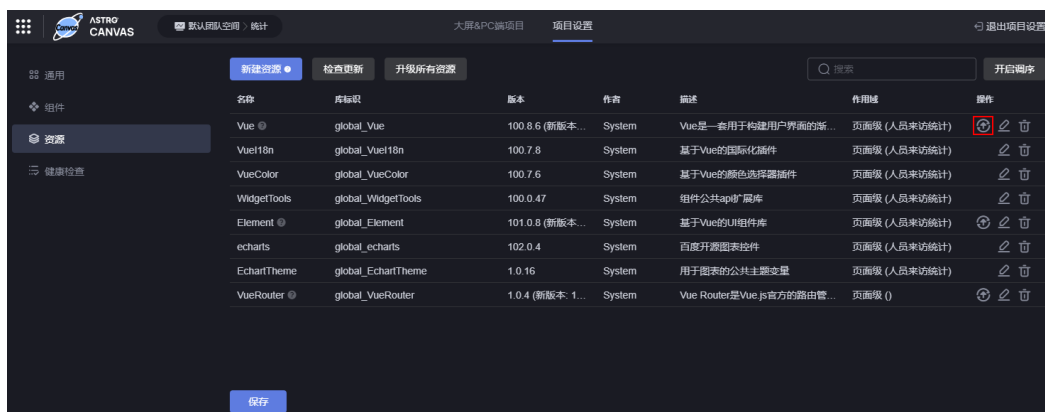 Canvas ASTRO CANVAS 默认团队空间 〉统计 大屏&PC端项目 项目设置 退出项目设置
通用 新建资源 检查更新 升级所有资源 搜索 开启调序
组件 名称 库标识 版本 作者 描述 作用域 操作
Vue global_Vue 100.8.6 (新版本... System Vue是一套用于构建用户界面的渐... 页面级 (人员来访统计)
资源 VueI18n global_VueI18n 100.7.8 System 基于Vue的国际化插件 页面级 (人员来访统计)
健康检查 VueColor global_VueColor 100.7.6 System 基于Vue的颜色选择器插件 页面级 (人员来访统计)
WidgetTools global_WidgetTools 100.0.47 System 组件公共api扩展库 页面级 (人员来访统计)
Element global_Element 101.0.8 (新版本... System 基于Vue的UI组件库 页面级 (人员来访统计)
echarts global_echarts 102.0.4 System 百度开源图表控件 页面级 (人员来访统计)
EchartTheme global_EchartTheme 1.0.16 System 用于图表的公共主题变量 页面级 (人员来访统计)
VueRouter global_VueRouter 1.0.4 (新版本: 1... System Vue Router是Vue.js官方的路由管... 页面级 ()
保存